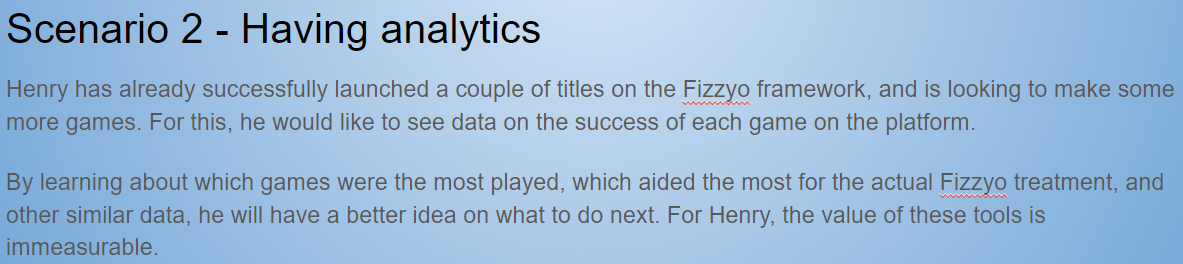 Scenario 2 - Having analytics
Henry has already successfully launched a couple of titles on the Fizzyo framework, and is looking to make some
more games. For this, he would like to see data on the success of each game on the platform.
By learning about which games were the most played, which aided the most for the actual Fizzyo treatment, and
other similar data, he will have a better idea on what to do next. For Henry, the value of these tools is
immeasurable.